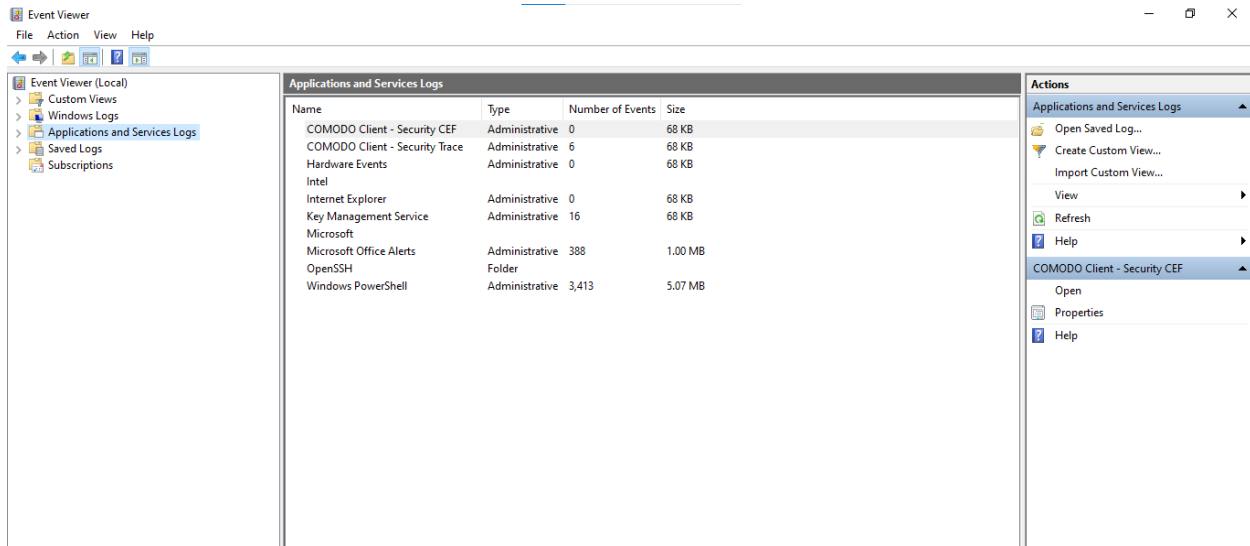 Event Viewer
File Action View Help
Event Viewer (Local)
Custom Views
Windows Logs
Applications and Services Logs
Saved Logs
Subscriptions
Applications and Services Logs
Name Type Number of Events Size
COMODO Client - Security CEF Administrative 0 68 KB
COMODO Client - Security Trace Administrative 6 68 KB
Hardware Events Administrative 0 68 KB
Intel
Internet Explorer Administrative 0 68 KB
Key Management Service Administrative 16 68 KB
Microsoft
Microsoft Office Alerts Administrative 388 1.00 MB
OpenSSH Folder
Windows PowerShell Administrative 3,413 5.07 MB
Actions
Applications and Services Logs
Open Saved Log...
Create Custom View...
Import Custom View...
View
Refresh
Help
COMODO Client - Security CEF
Open
Properties
Help